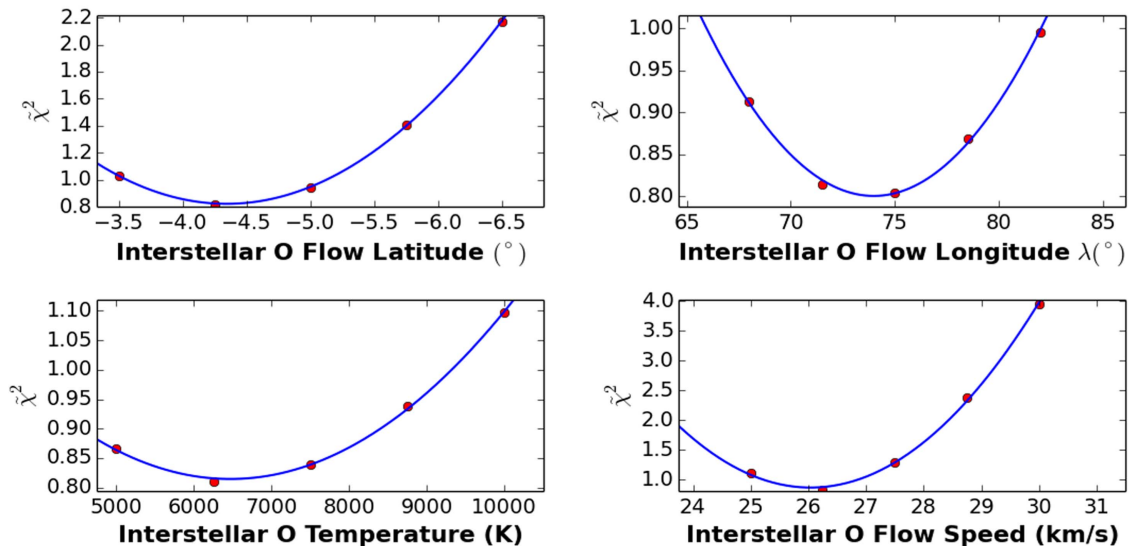 2.2
2.0
1.8
1.6
1.4
1.2
1.0
0.8
χ̃²
−3.5 −4.0 −4.5 −5.0 −5.5 −6.0 −6.5
Interstellar O Flow Latitude (°)
1.00
0.95
0.90
0.85
0.80
χ̃²
65 70 75 80 85
Interstellar O Flow Longitude λ(°)
1.10
1.05
1.00
0.95
0.90
0.85
0.80
χ̃²
5000 6000 7000 8000 9000 10000
Interstellar O Temperature (K)
4.0
3.5
3.0
2.5
2.0
1.5
1.0
χ̃²
24 25 26 27 28 29 30 31
Interstellar O Flow Speed (km/s)